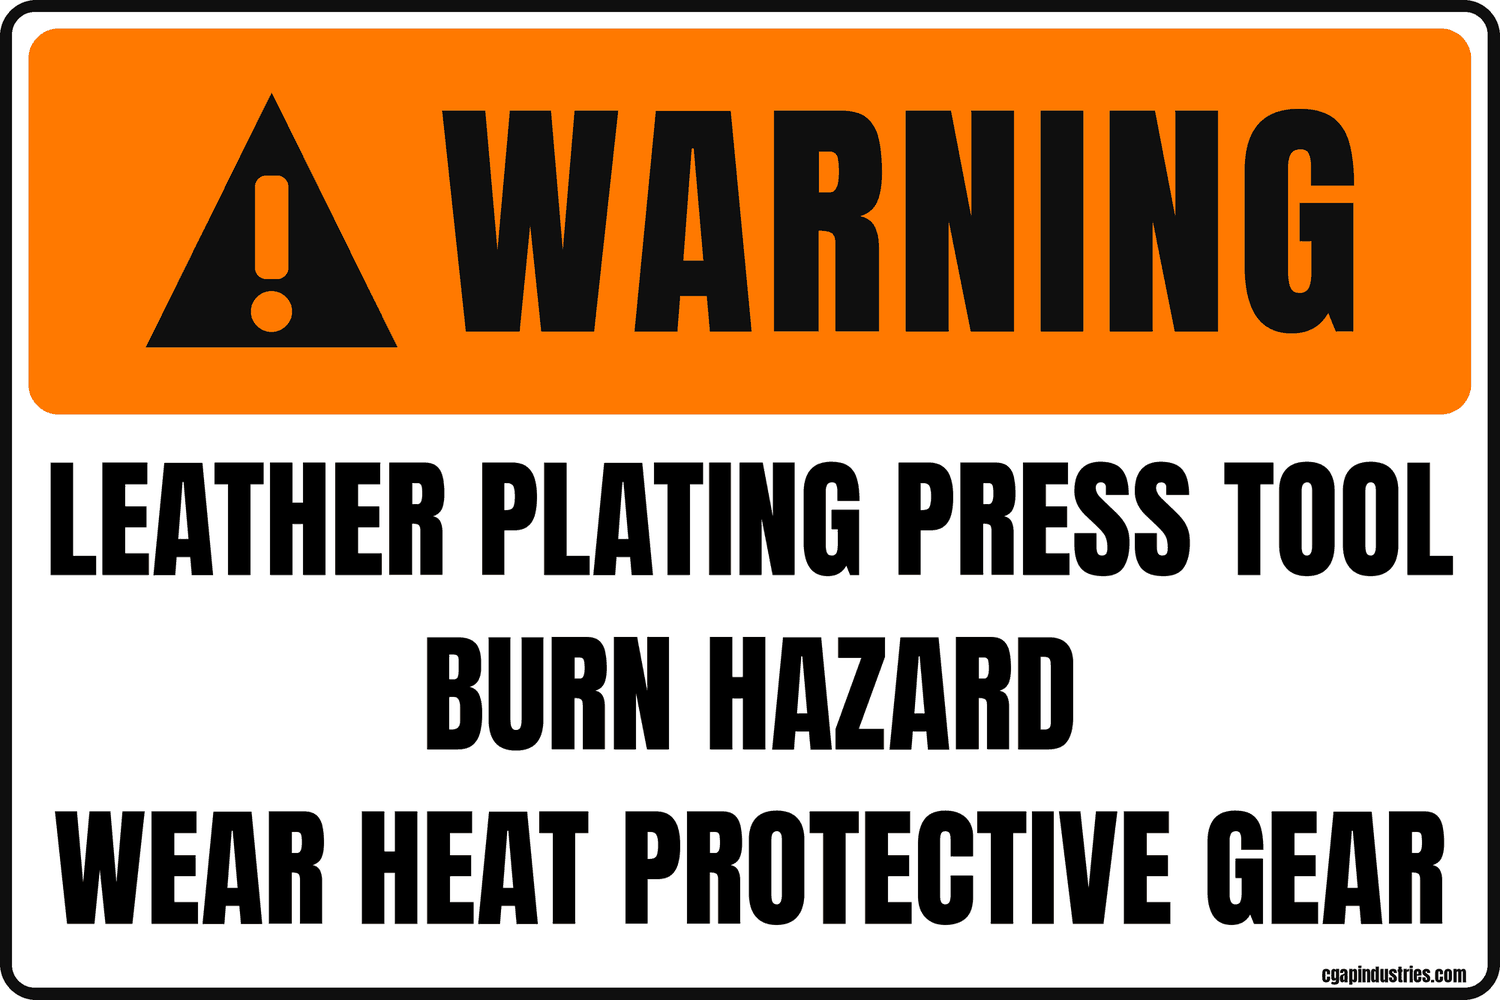 WARNING
LEATHER PLATING PRESS TOOL
BURN HAZARD
WEAR HEAT PROTECTIVE GEAR
cgapindustries.com